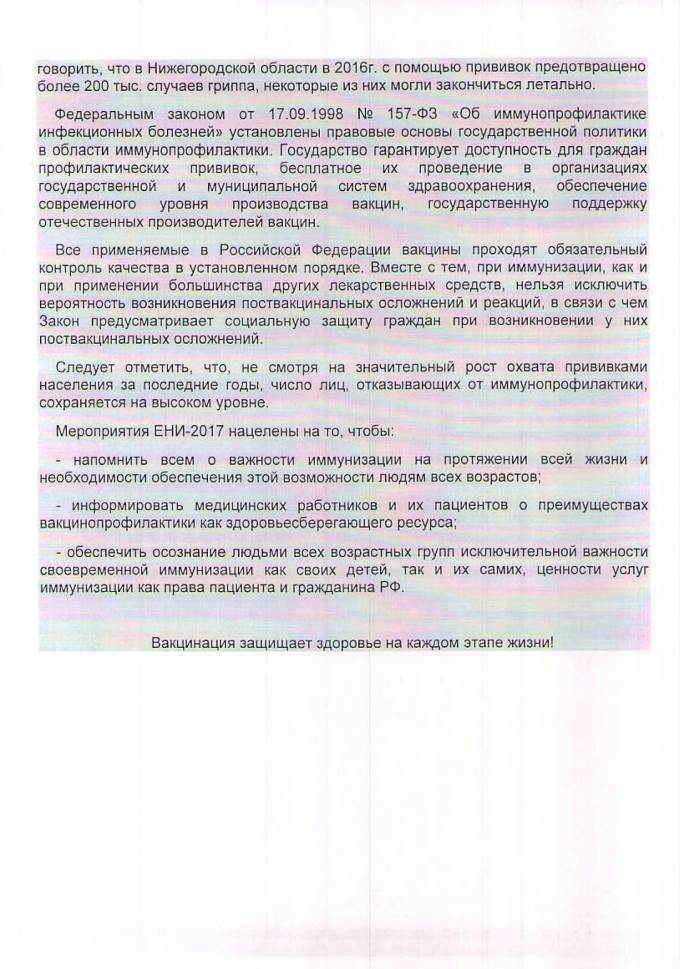 говорить, что в Нижегородской области в 2016г. с помощью прививок предотвращено
более 200 тыс. случаев гриппа, некоторые из них могли закончиться летально.
Федеральным законом от 17.09.1998 № 157-ФЗ «Об иммунопрофилактике
инфекционных болезней» установлены правовые основы государственной политики
в области иммунопрофилактики. Государство гарантирует доступность для граждан
профилактических прививок, бесплатное их проведение в организациях
государственной и муниципальной систем здравоохранения, обеспечение
современного уровня производства вакцин, государственную поддержку
отечественных производителей вакцин.
Все применяемые в Российской Федерации вакцины проходят обязательный
контроль качества в установленном порядке. Вместе с тем, при иммунизации, как и
при применении большинства других лекарственных средств, нельзя исключить
вероятность возникновения поствакцинальных осложнений и реакций, в связи с чем
Закон предусматривает социальную защиту граждан при возникновении у них
поствакцинальных осложнений.
Следует отметить, что, не смотря на значительный рост охвата прививками
населения за последние годы, число лиц, отказывающих от иммунопрофилактики,
сохраняется на высоком уровне.
Мероприятия ЕНИ-2017 нацелены на то, чтобы:
- напомнить всем о важности иммунизации на протяжении всей жизни и
необходимости обеспечения этой возможности людям всех возрастов;
- информировать медицинских работников и их пациентов о преимуществах
вакцинопрофилактики как здоровьесберегающего ресурса;
- обеспечить осознание людьми всех возрастных групп исключительной важности
своевременной иммунизации как своих детей, так и их самих, ценности услуг
иммунизации как права пациента и гражданина РФ.
Вакцинация защищает здоровье на каждом этапе жизни!